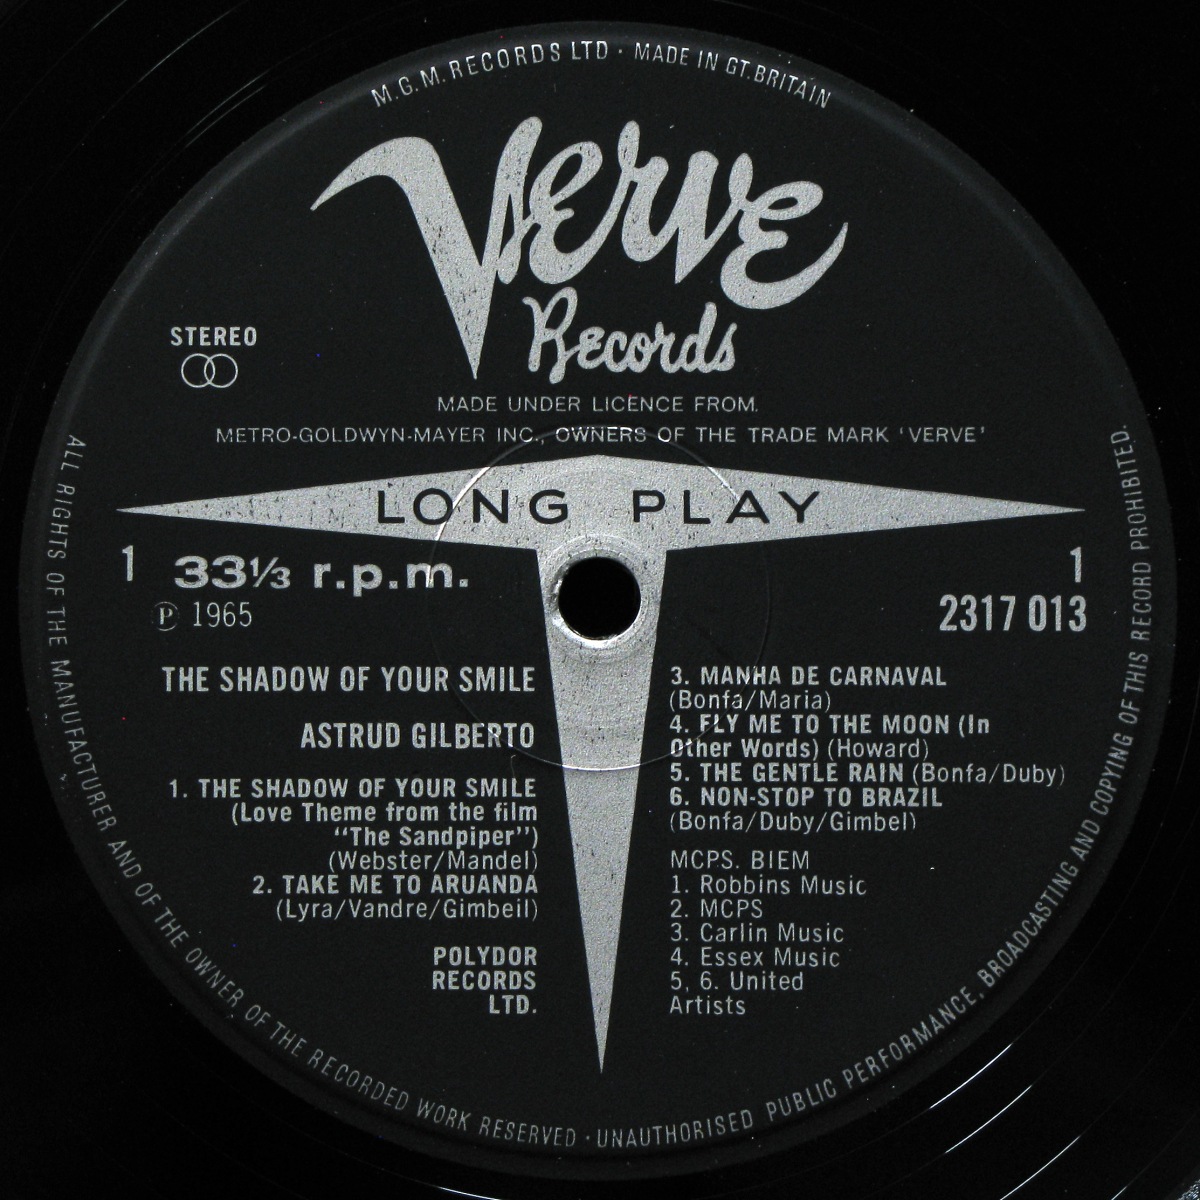 M.G.M. RECORDS LTD · MADE IN GT. BRITAIN
Verve
Records
STEREO
MADE UNDER LICENCE FROM.
METRO-GOLDWYN-MAYER INC., OWNERS OF THE TRADE MARK 'VERVE'
LONG PLAY
1 33⅓ r.p.m.
℗ 1965
1
2317 013
THE SHADOW OF YOUR SMILE
ASTRUD GILBERTO
1. THE SHADOW OF YOUR SMILE
(Love Theme from the film
"The Sandpiper")
(Webster/Mandel)
2. TAKE ME TO ARUANDA
(Lyra/Vandre/Gimbeil)
POLYDOR
RECORDS
LTD.
3. MANHA DE CARNAVAL
(Bonfa/Maria)
4. FLY ME TO THE MOON (In
Other Words) (Howard)
5. THE GENTLE RAIN (Bonfa/Duby)
6. NON-STOP TO BRAZIL
(Bonfa/Duby/Gimbel)
MCPS. BIEM
1. Robbins Music
2. MCPS
3. Carlin Music
4. Essex Music
5, 6. United
Artists
ALL RIGHTS OF THE MANUFACTURER AND OF THE OWNER OF THE RECORDED WORK RESERVED · UNAUTHORISED PUBLIC PERFORMANCE, BROADCASTING AND COPYING OF THIS RECORD PROHIBITED.